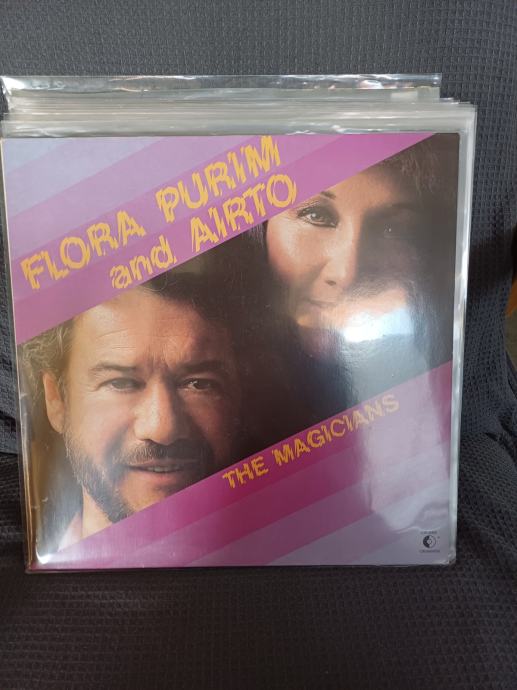 FLORA PURIM
and AIRTO
THE MAGICIANS